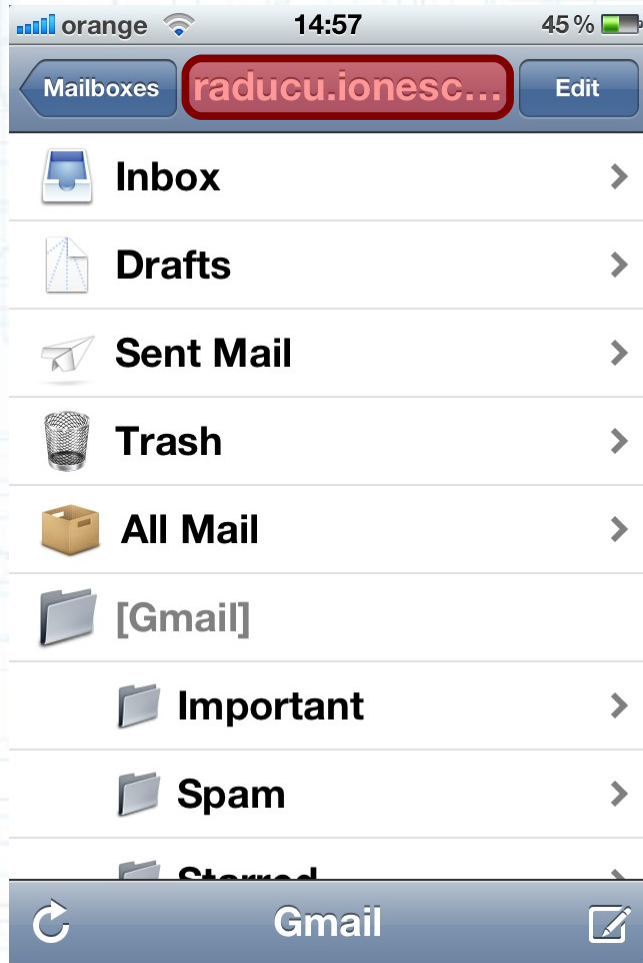 orange 14:57 45%
Mailboxes raducu.ionesc... Edit
Inbox
Drafts
Sent Mail
Trash
All Mail
[Gmail]
Important
Spam
Starred
Gmail